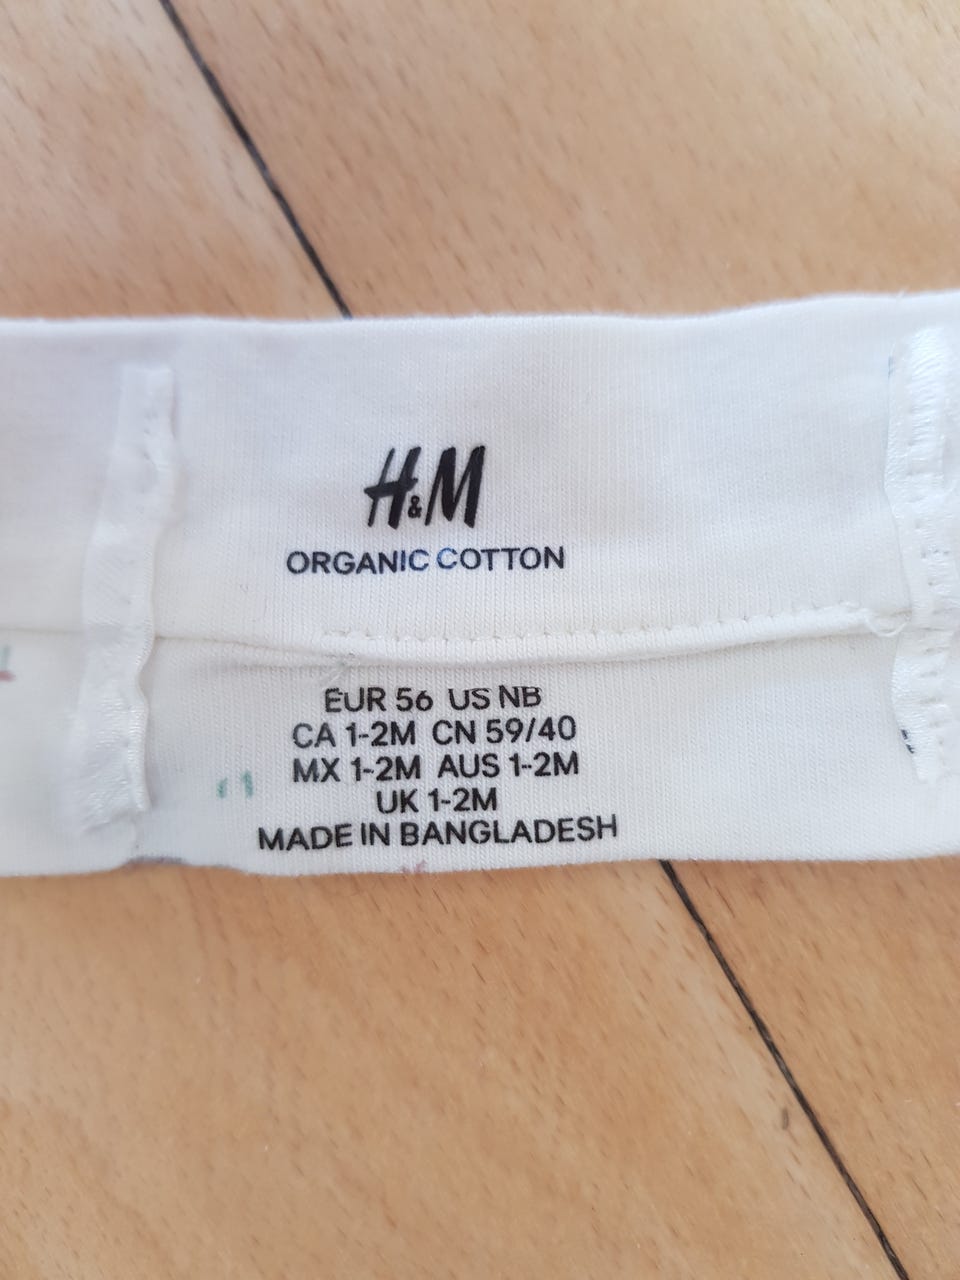 H&M
ORGANIC COTTON
EUR 56 US NB
CA 1-2M CN 59/40
MX 1-2M AUS 1-2M
UK 1-2M
MADE IN BANGLADESH